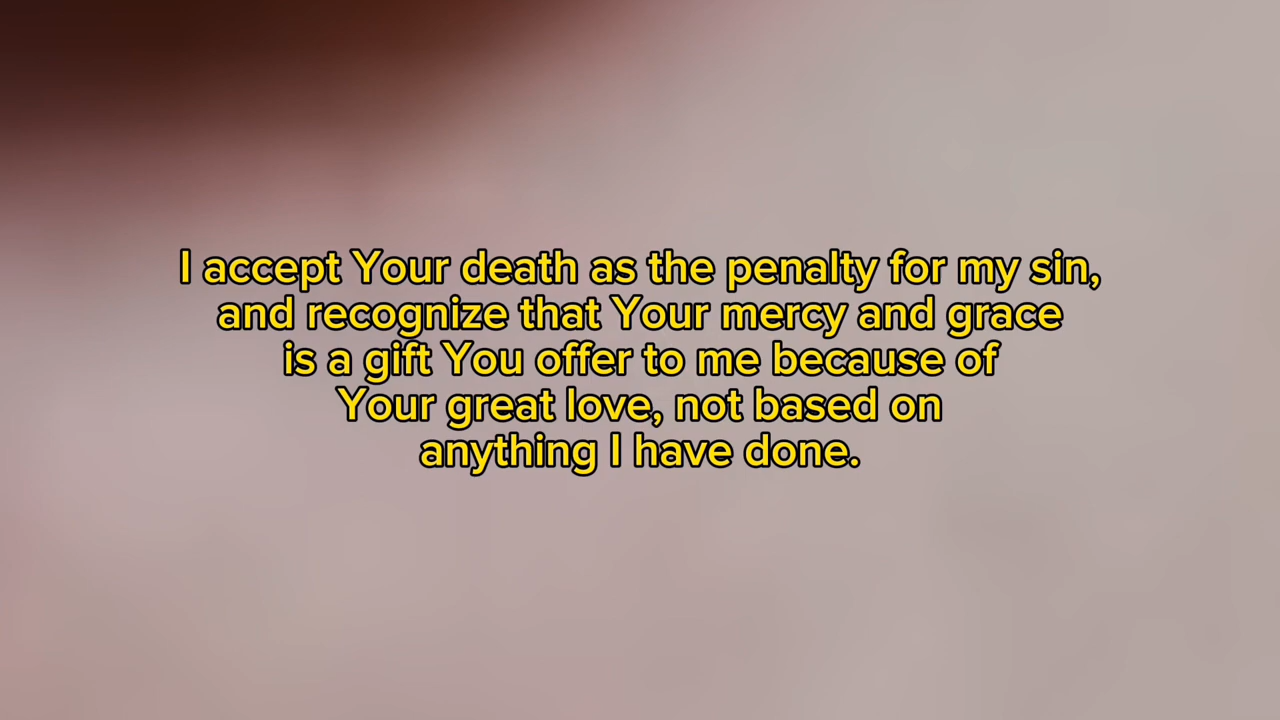 I accept Your death as the penalty for my sin,
and recognize that Your mercy and grace
is a gift You offer to me because of
Your great love, not based on
anything I have done.